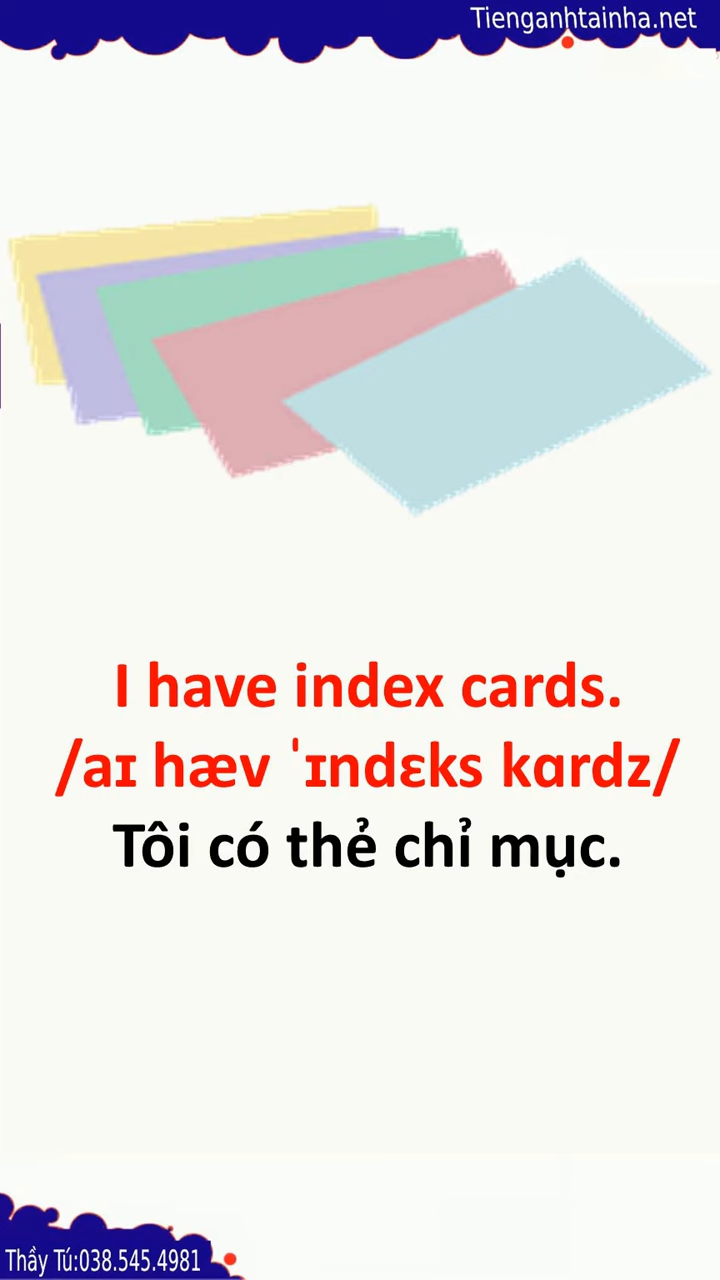 Tienganhtainha.net
I have index cards.
/aɪ hæv ˈɪndɛks kɑrdz/
Tôi có thẻ chỉ mục.
Thầy Tú:038.545.4981